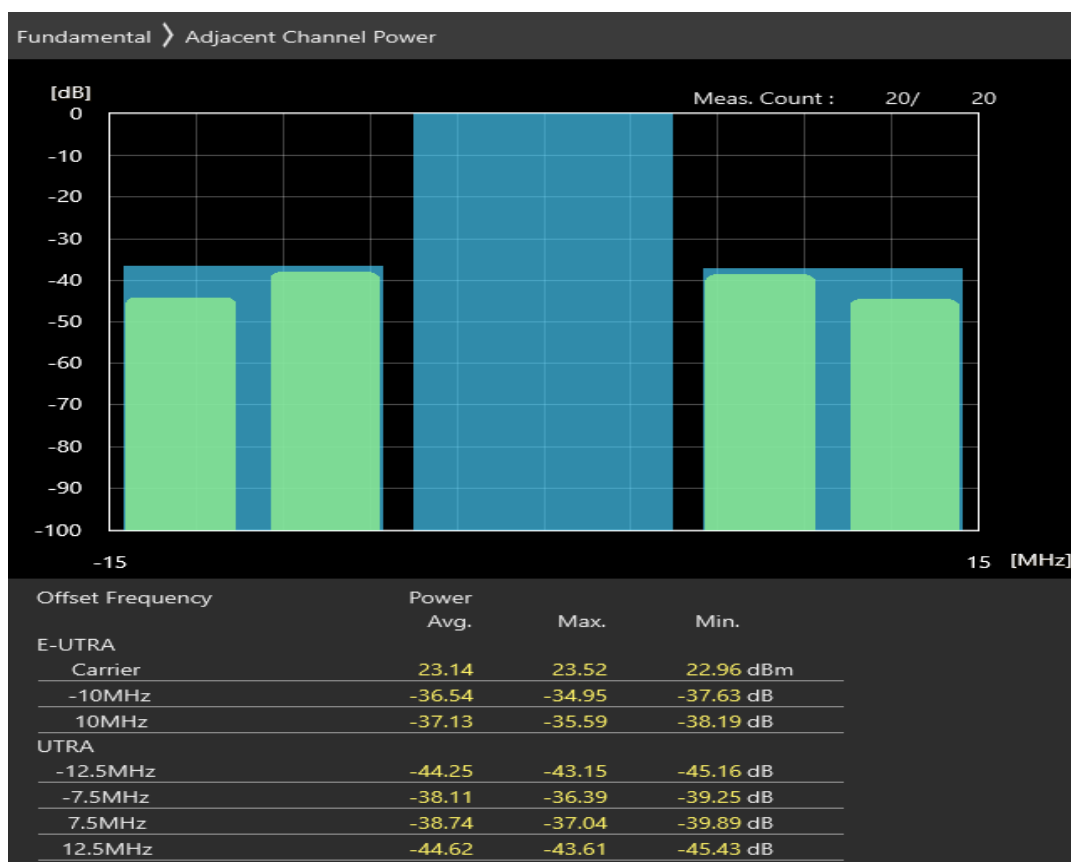 Fundamental ❯ Adjacent Channel Power
[dB]
Meas. Count : 20/ 20
0
-10
-20
-30
-40
-50
-60
-70
-80
-90
-100
-15 15 [MHz]
Offset Frequency Power
Avg. Max. Min.
E-UTRA
Carrier 23.14 23.52 22.96 dBm
-10MHz -36.54 -34.95 -37.63 dB
10MHz -37.13 -35.59 -38.19 dB
UTRA
-12.5MHz -44.25 -43.15 -45.16 dB
-7.5MHz -38.11 -36.39 -39.25 dB
7.5MHz -38.74 -37.04 -39.89 dB
12.5MHz -44.62 -43.61 -45.43 dB